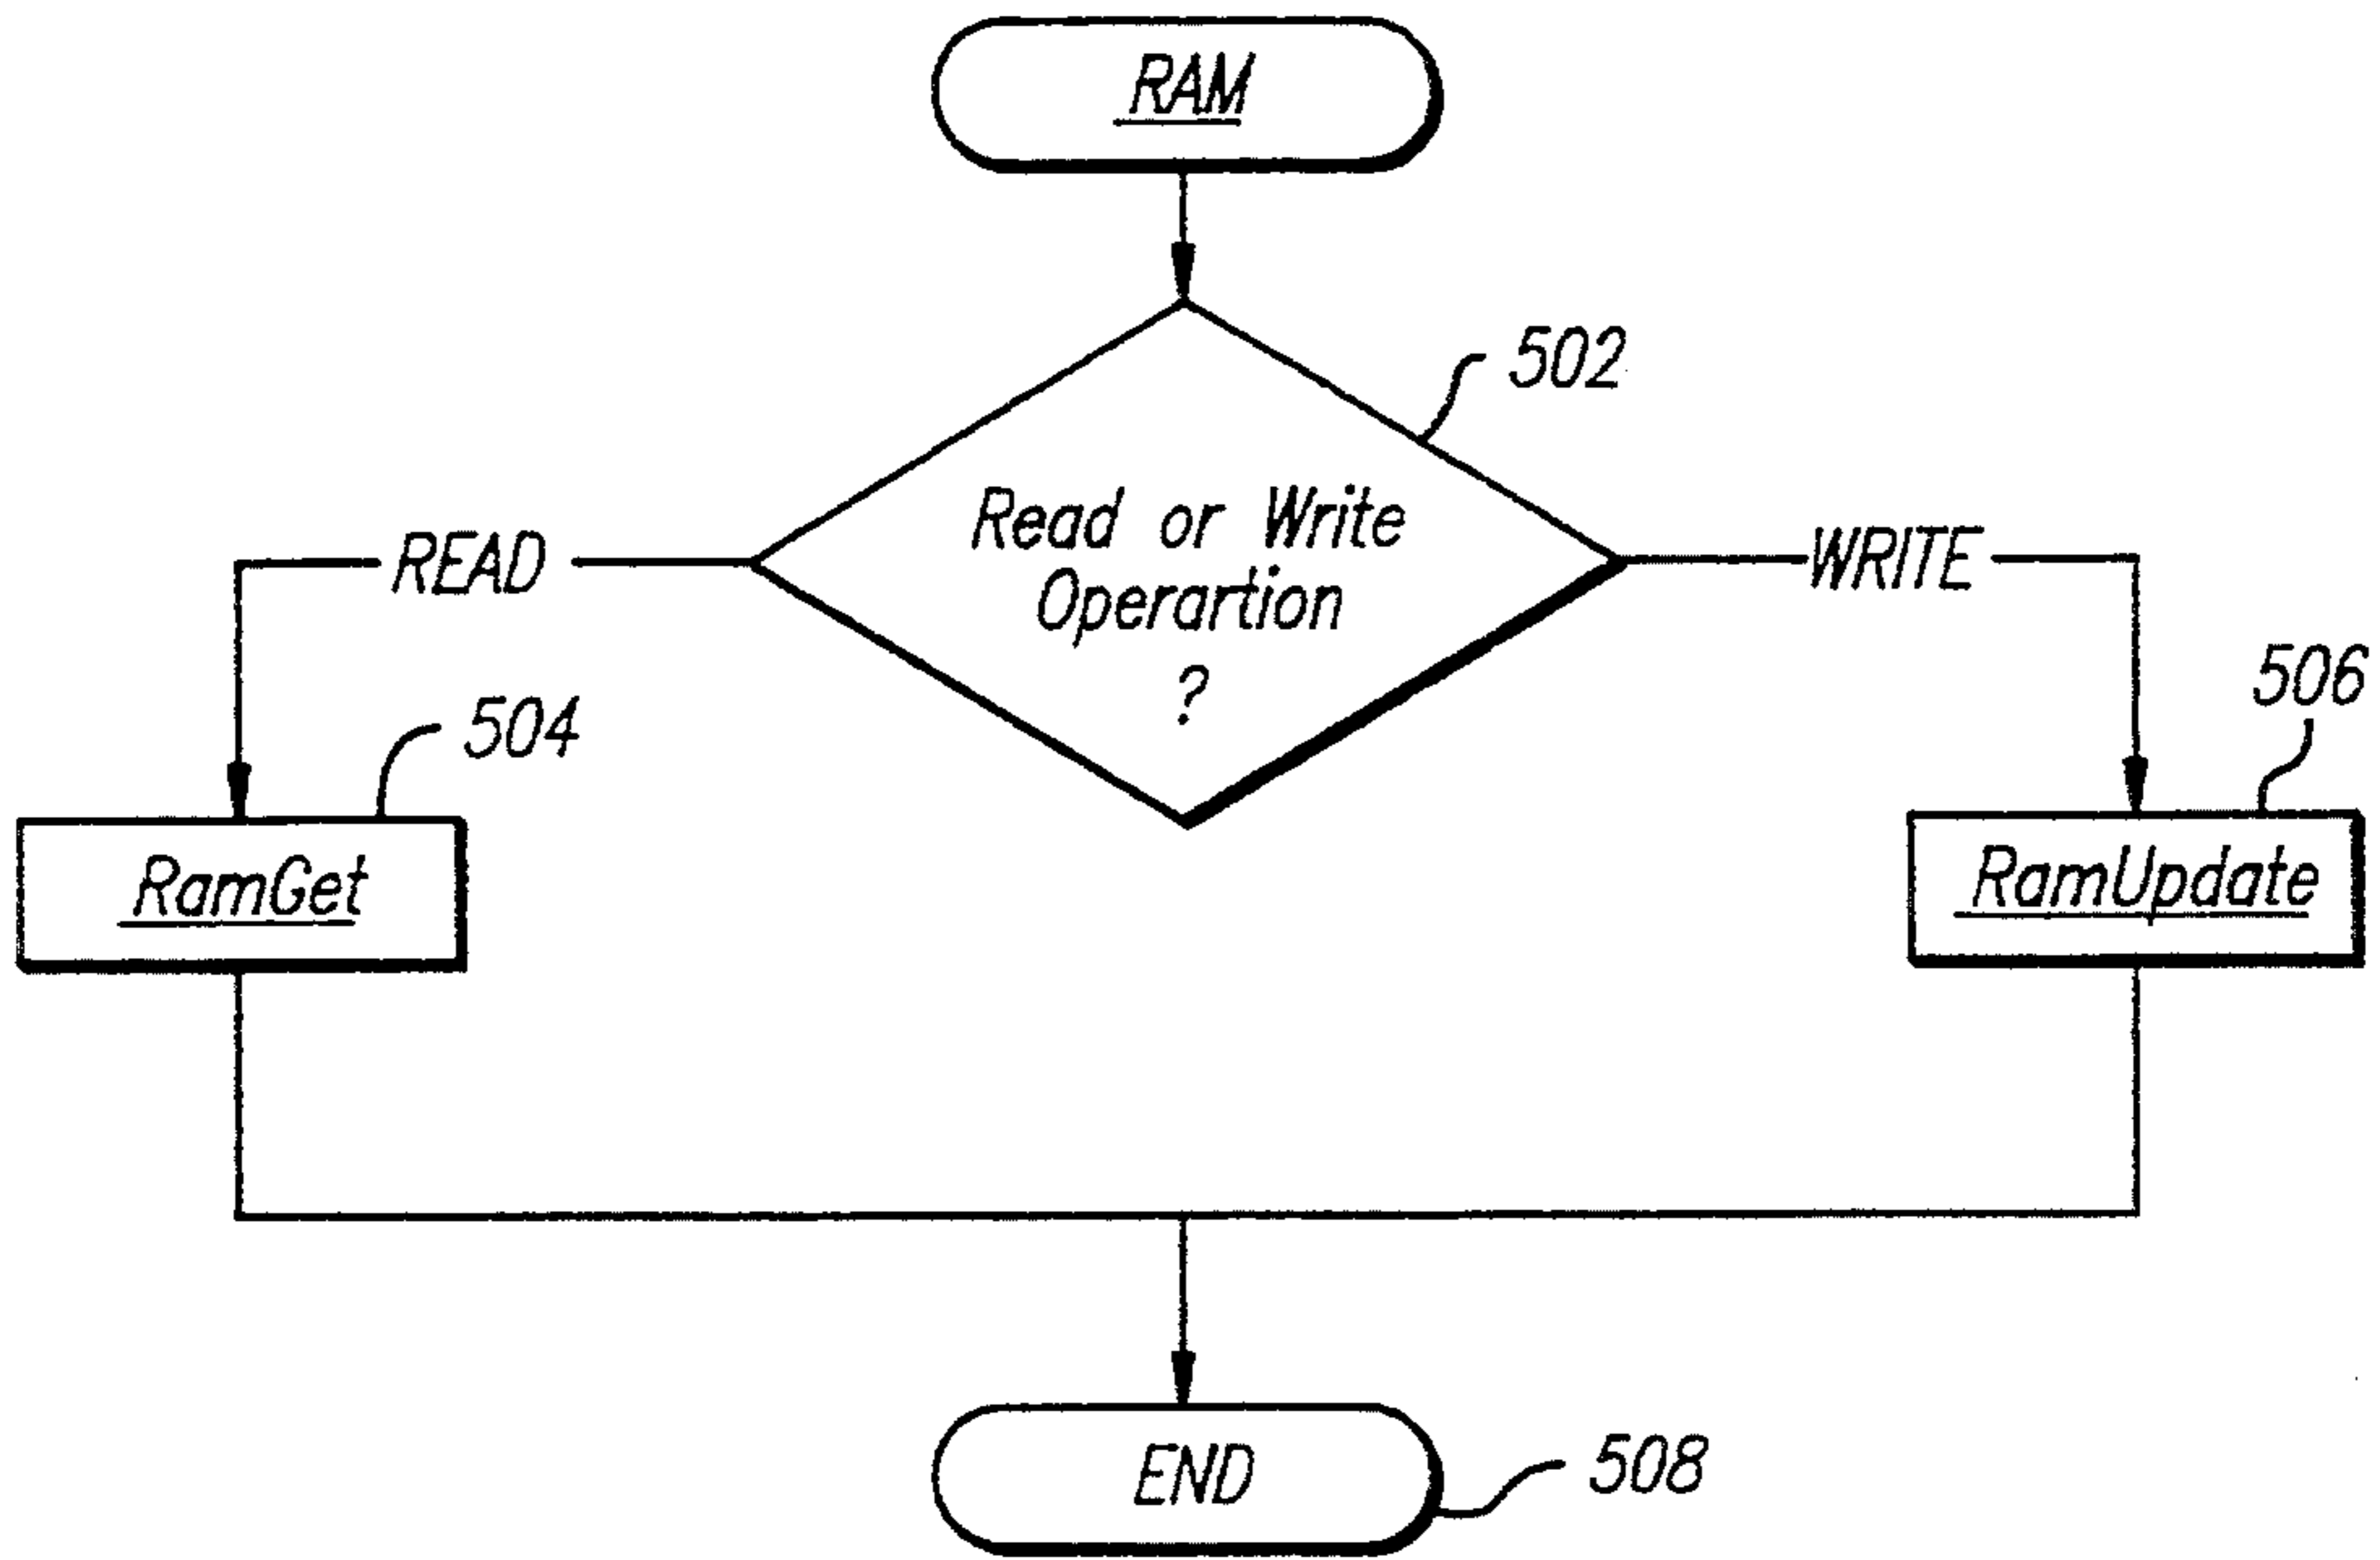 RAM
502
Read or Write
Operartion
?
READ
WRITE
504
506
RamGet
RamUpdate
END
508